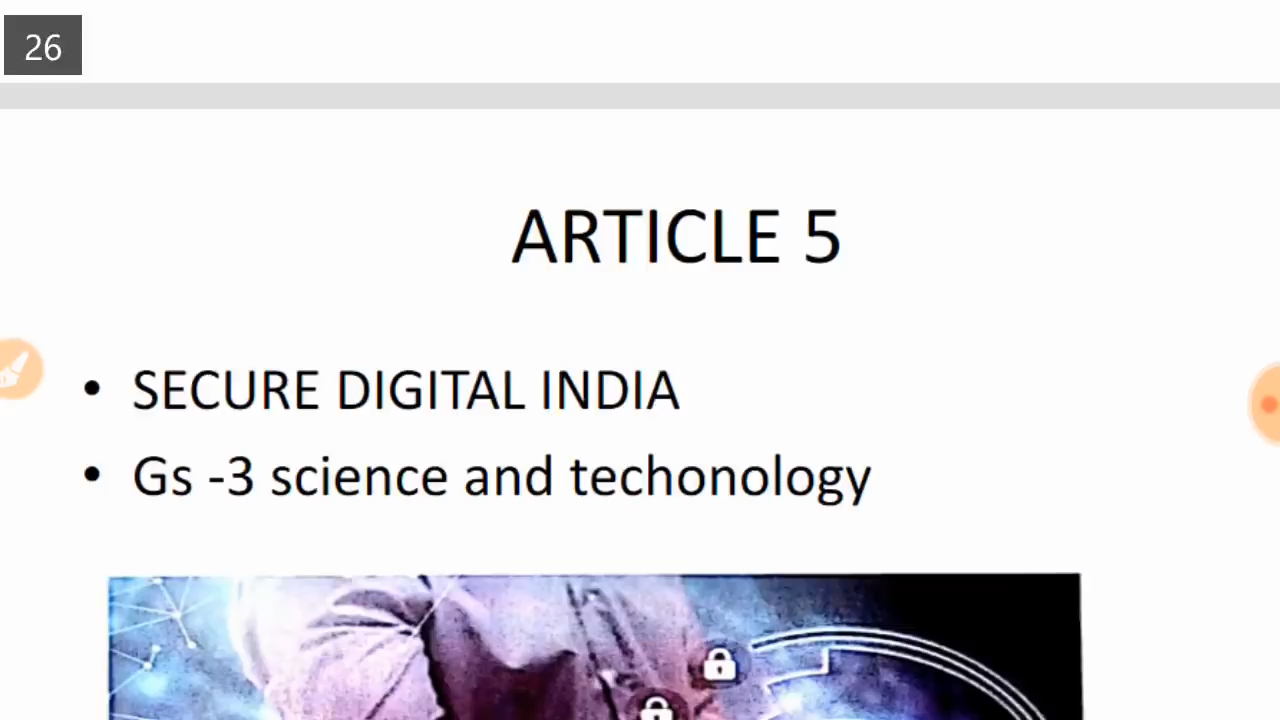 26
ARTICLE 5
• SECURE DIGITAL INDIA
• Gs -3 science and techonology